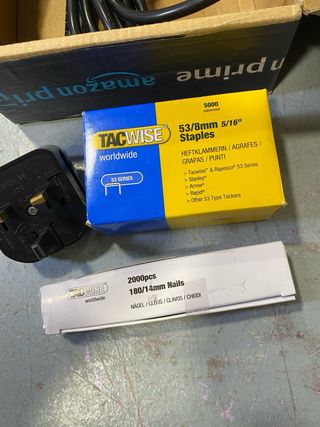 prime
amazon pri
TACWISE
worldwide
53 SERIES
5000
53/8mm 5/16"
Staples
HEFTKLAMMERN / AGRAFES /
GRAPAS / PUNTI
> Tacwise® & Rapesco® 53 Series
> Stanley®
> Arrow®
> Rapid®
> Other 53 Type Tackers
TACWISE
worldwide
2000pcs
180/14mm Nails
NÄGEL / CLOUS / CLAVOS / CHIODI